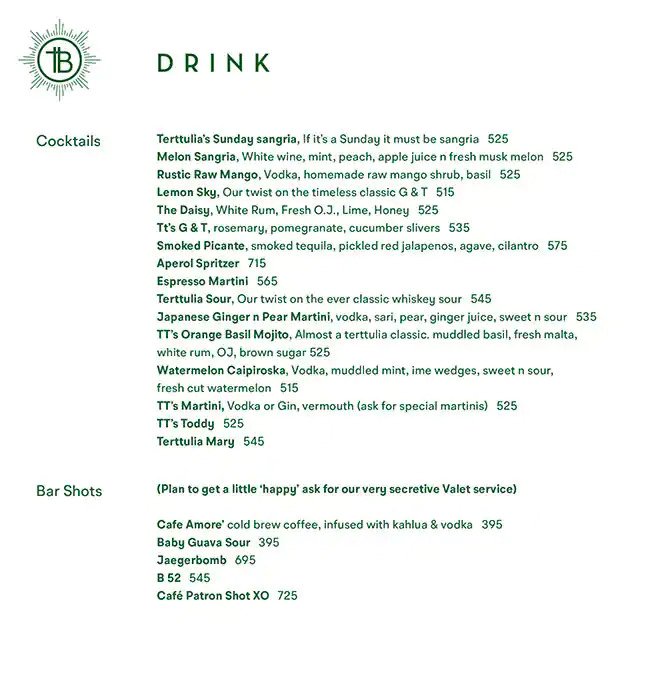 tB
DRINK
Cocktails
Terttulia's Sunday sangria, If it's a Sunday it must be sangria 525
Melon Sangria, White wine, mint, peach, apple juice n fresh musk melon 525
Rustic Raw Mango, Vodka, homemade raw mango shrub, basil 525
Lemon Sky, Our twist on the timeless classic G & T 515
The Daisy, White Rum, Fresh O.J., Lime, Honey 525
Tt's G & T, rosemary, pomegranate, cucumber slivers 535
Smoked Picante, smoked tequila, pickled red jalapenos, agave, cilantro 575
Aperol Spritzer 715
Espresso Martini 565
Terttulia Sour, Our twist on the ever classic whiskey sour 545
Japanese Ginger n Pear Martini, vodka, sari, pear, ginger juice, sweet n sour 535
TT's Orange Basil Mojito, Almost a terttulia classic. muddled basil, fresh malta,
white rum, OJ, brown sugar 525
Watermelon Caipiroska, Vodka, muddled mint, ime wedges, sweet n sour,
fresh cut watermelon 515
TT's Martini, Vodka or Gin, vermouth (ask for special martinis) 525
TT's Toddy 525
Terttulia Mary 545
Bar Shots
(Plan to get a little 'happy' ask for our very secretive Valet service)
Cafe Amore' cold brew coffee, infused with kahlua & vodka 395
Baby Guava Sour 395
Jaegerbomb 695
B 52 545
Café Patron Shot XO 725